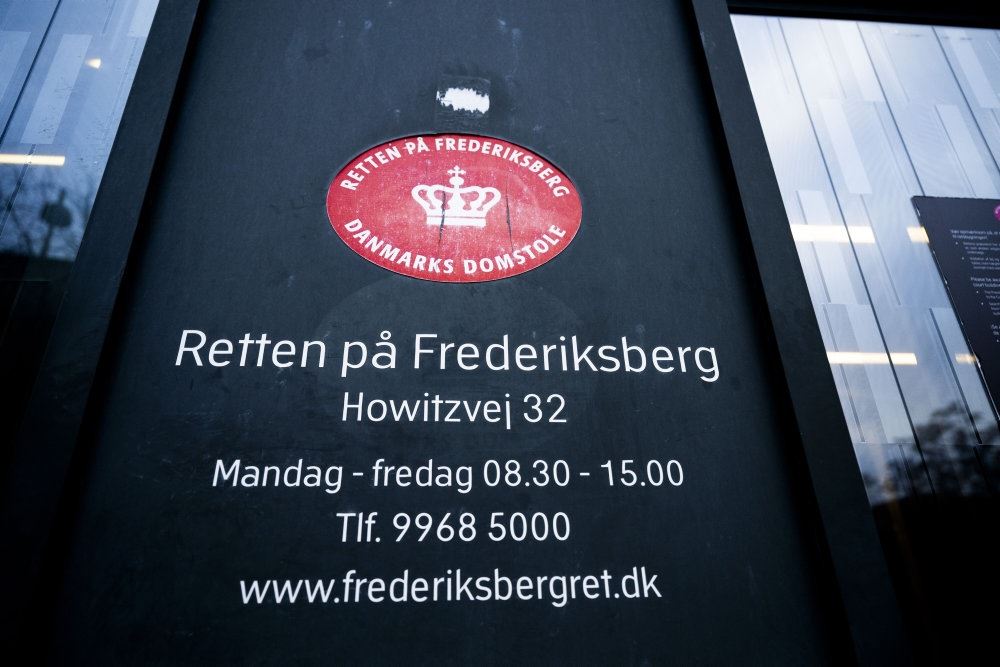 RETTEN PÅ FREDERIKSBERG
DANMARKS DOMSTOLE
Retten på Frederiksberg
Howitzvej 32
Mandag - fredag 08.30 - 15.00
Tlf. 9968 5000
www.frederiksbergret.dk